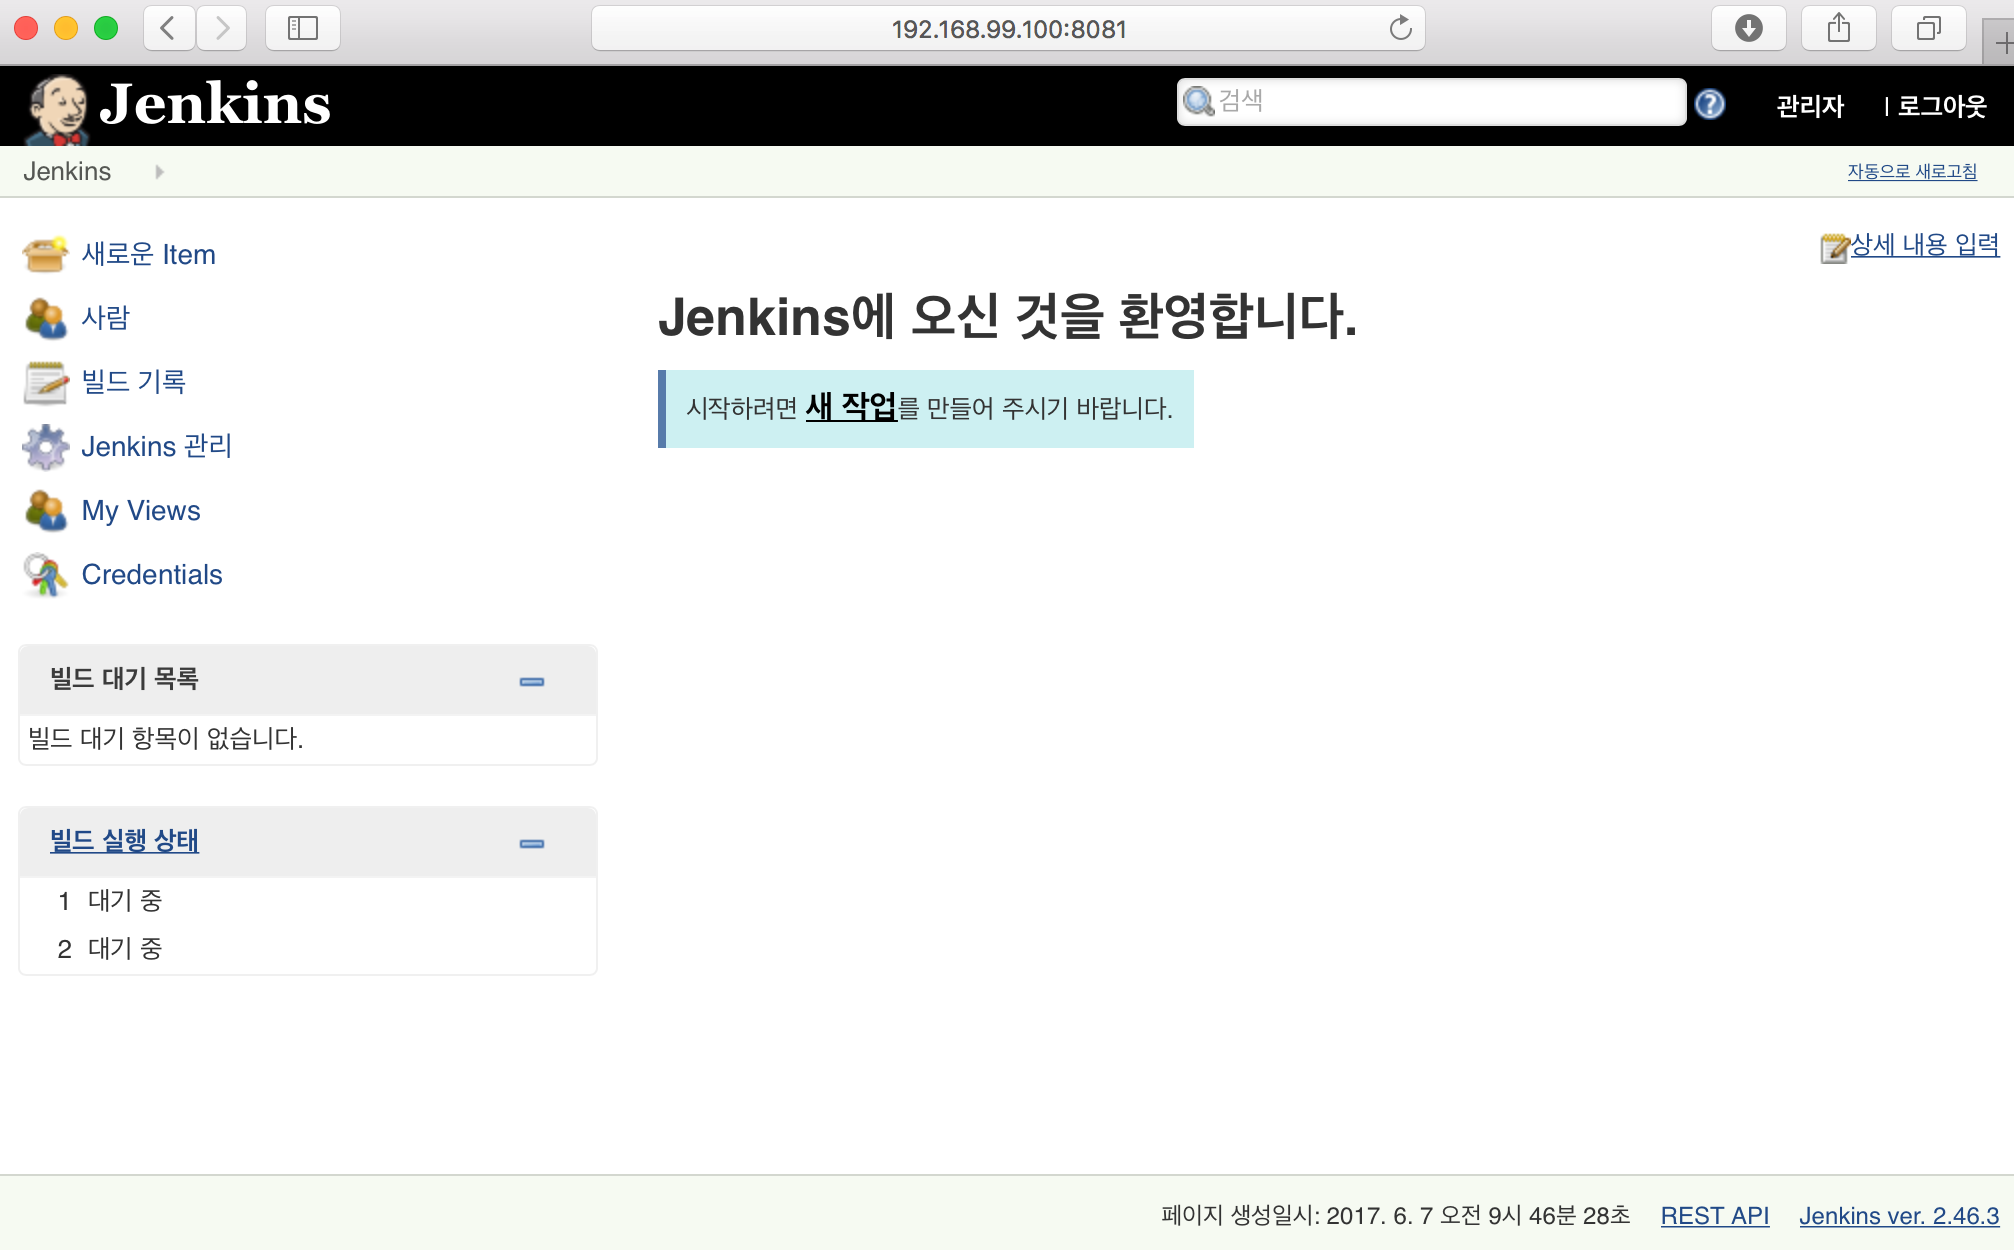 192.168.99.100:8081
Jenkins
검색
관리자
| 로그아웃
Jenkins
자동으로 새로고침
새로운 Item
사람
빌드 기록
Jenkins 관리
My Views
Credentials
빌드 대기 목록
빌드 대기 항목이 없습니다.
빌드 실행 상태
1 대기 중
2 대기 중
상세 내용 입력
Jenkins에 오신 것을 환영합니다.
시작하려면 새 작업를 만들어 주시기 바랍니다.
페이지 생성일시: 2017. 6. 7 오전 9시 46분 28초 REST API Jenkins ver. 2.46.3